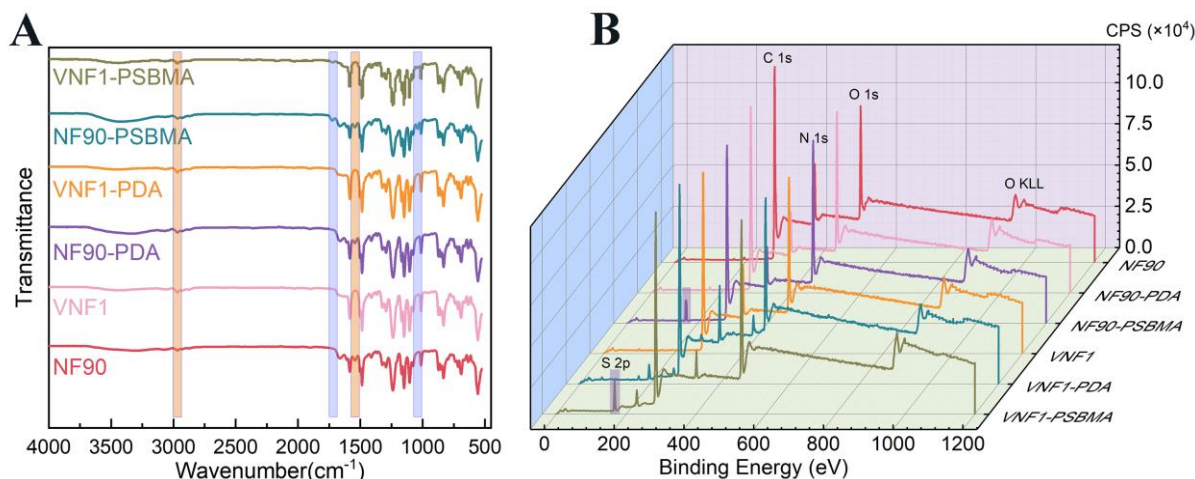 A
VNF1-PSBMA
NF90-PSBMA
VNF1-PDA
NF90-PDA
VNF1
NF90
Transmittance
4000 3500 3000 2500 2000 1500 1000 500
Wavenumber(cm-1)
B
CPS (×10⁴)
C 1s
O 1s
N 1s
O KLL
S 2p
10.0
7.5
5.0
2.5
0.0
NF90
NF90-PDA
NF90-PSBMA
VNF1
VNF1-PDA
VNF1-PSBMA
0 200 400 600 800 1000 1200
Binding Energy (eV)